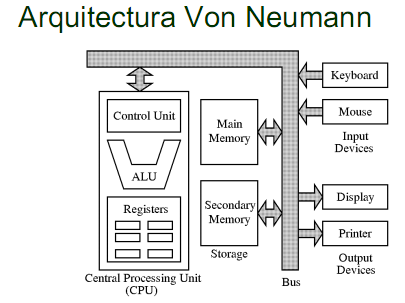 Arquitectura Von Neumann
Control Unit
ALU
Registers
Central Processing Unit
(CPU)
Main
Memory
Secondary
Memory
Storage
Bus
Keyboard
Mouse
Input
Devices
Display
Printer
Output
Devices